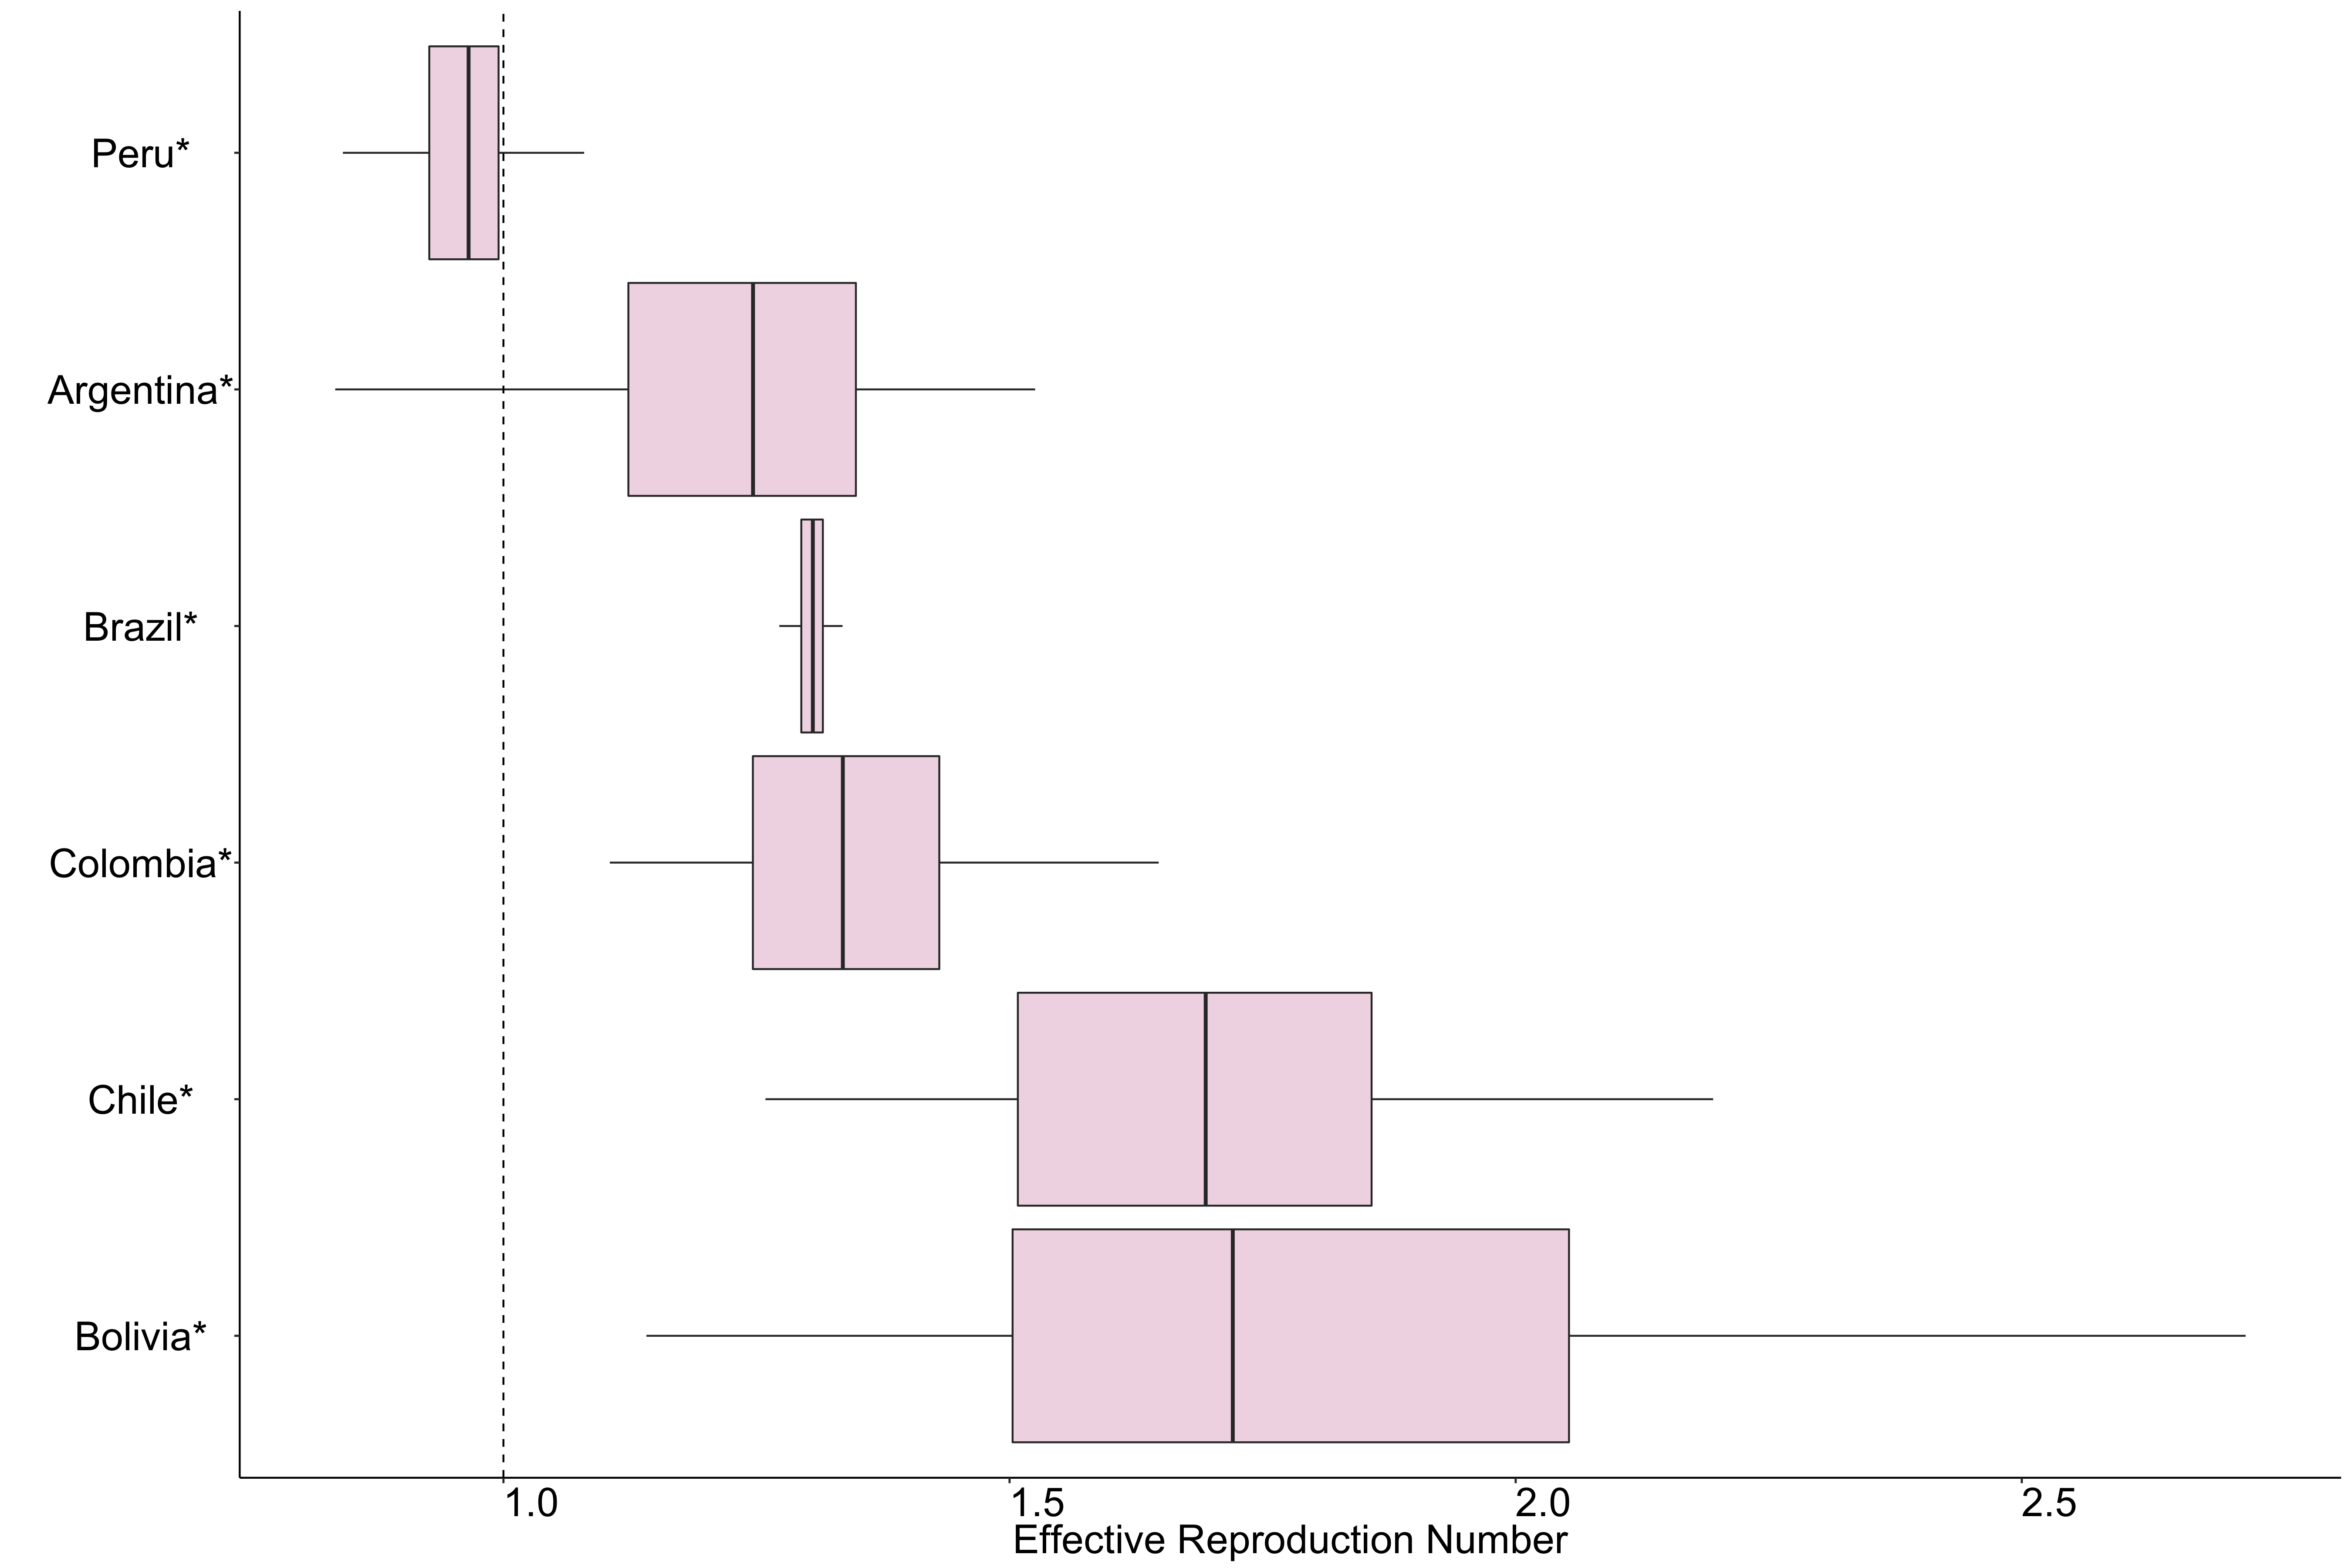 Peru*
Argentina*
Brazil*
Colombia*
Chile*
Bolivia*
1.0 1.5 2.0 2.5
Effective Reproduction Number